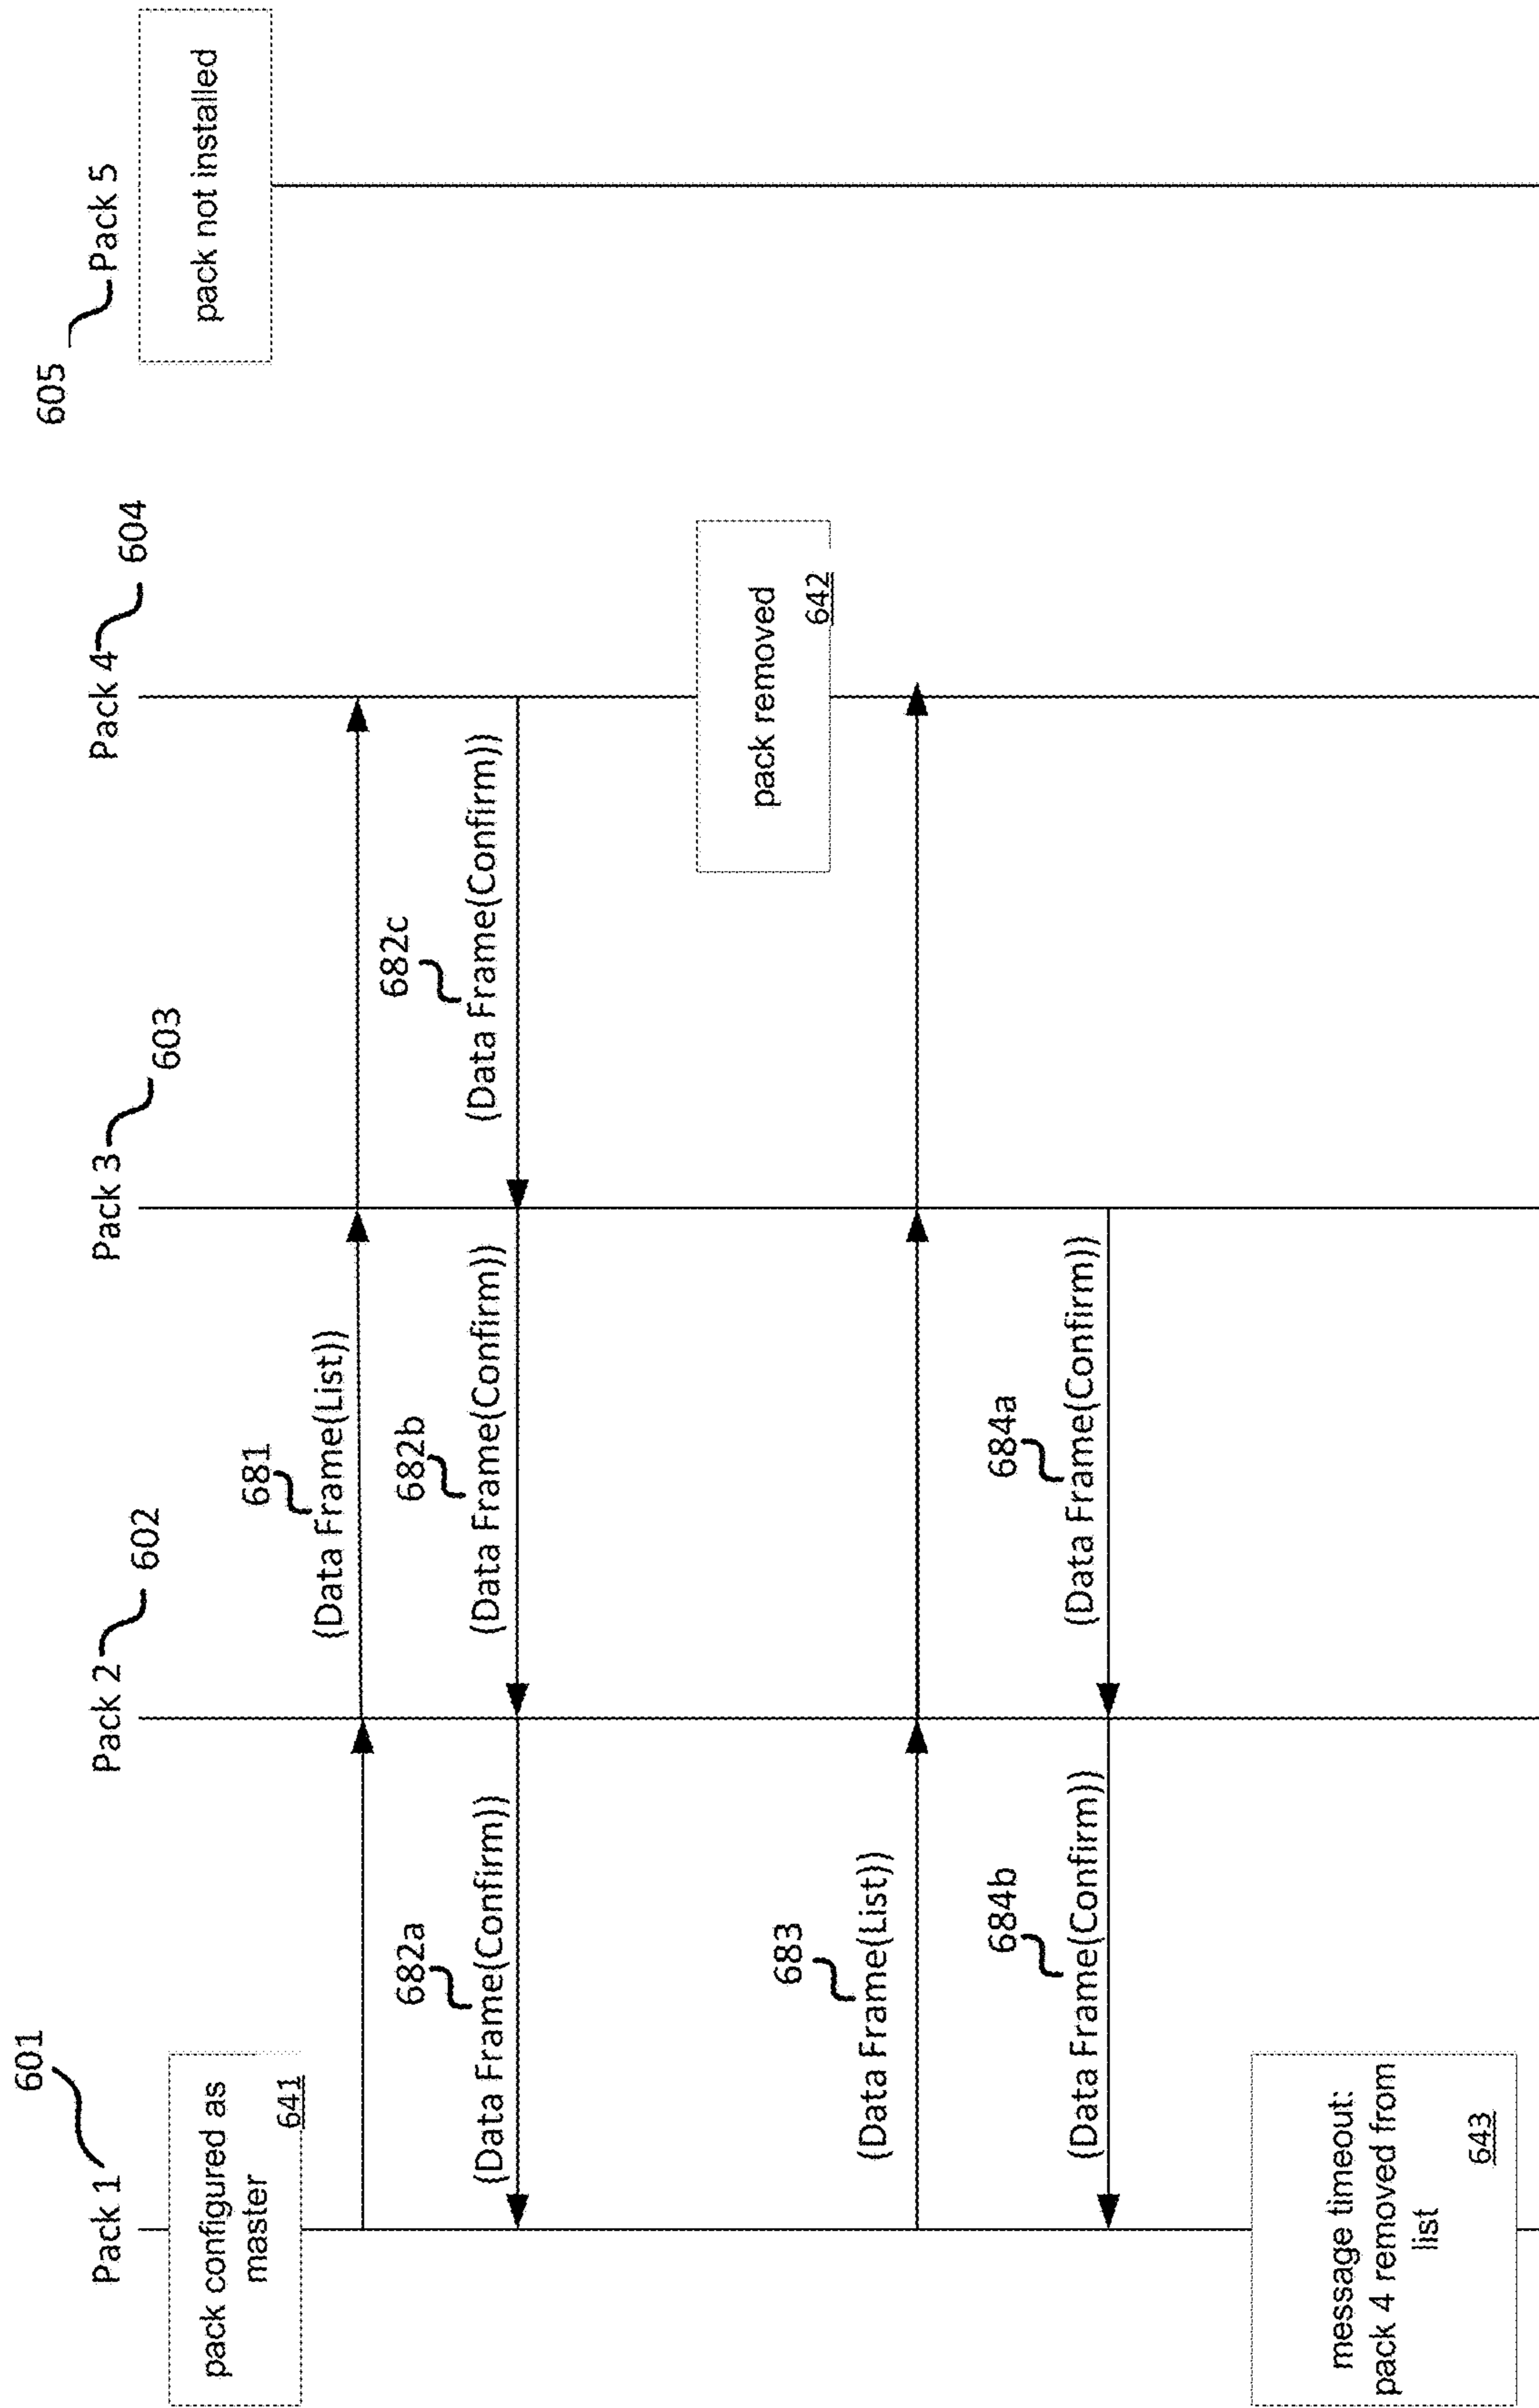 601
Pack 1
602
Pack 2
603
Pack 3
604
Pack 4
605
Pack 5
pack configured as
master
641
pack not installed
681
{Data Frame(List)}
682a
{Data Frame(Confirm)}
682b
{Data Frame(Confirm)}
682c
{Data Frame(Confirm)}
pack removed
642
683
{Data Frame(List)}
684b
{Data Frame(Confirm)}
684a
{Data Frame(Confirm)}
message timeout:
pack 4 removed from
list
643